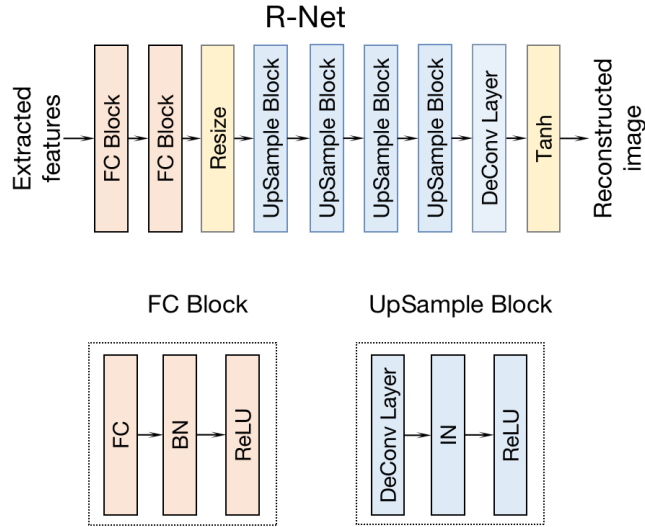 R-Net
Extracted
features
FC Block
FC Block
Resize
UpSample Block
UpSample Block
UpSample Block
UpSample Block
DeConv Layer
Tanh
Reconstructed
image
FC Block
FC
BN
ReLU
UpSample Block
DeConv Layer
IN
ReLU